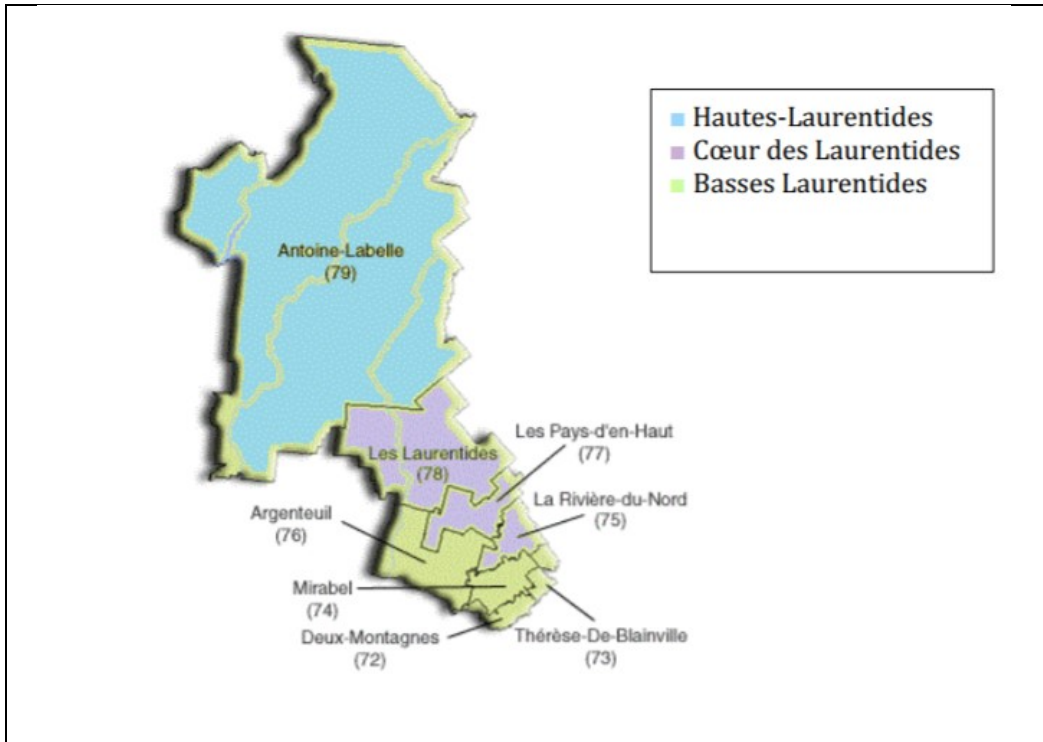 Hautes-Laurentides
Cœur des Laurentides
Basses Laurentides
Antoine-Labelle
(79)
Les Pays-d'en-Haut
(77)
Les Laurentides
(78)
La Rivière-du-Nord
(75)
Argenteuil
(76)
Mirabel
(74)
Deux-Montagnes
(72)
Thérèse-De-Blainville
(73)